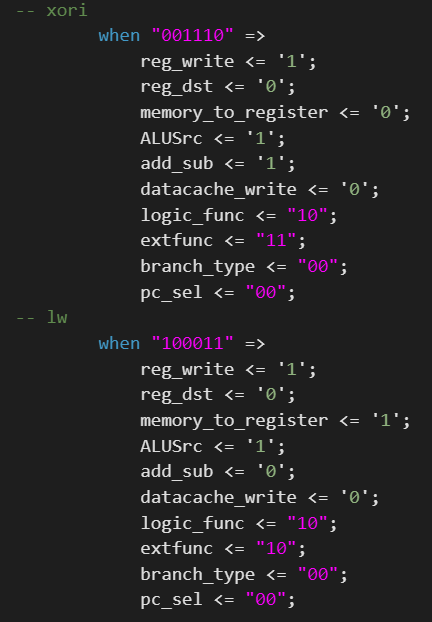 -- xori
when "001110" =>
reg_write <= '1';
reg_dst <= '0';
memory_to_register <= '0';
ALUSrc <= '1';
add_sub <= '1';
datacache_write <= '0';
logic_func <= "10";
extfunc <= "11";
branch_type <= "00";
pc_sel <= "00";
-- lw
when "100011" =>
reg_write <= '1';
reg_dst <= '0';
memory_to_register <= '1';
ALUSrc <= '1';
add_sub <= '0';
datacache_write <= '0';
logic_func <= "10";
extfunc <= "10";
branch_type <= "00";
pc_sel <= "00";